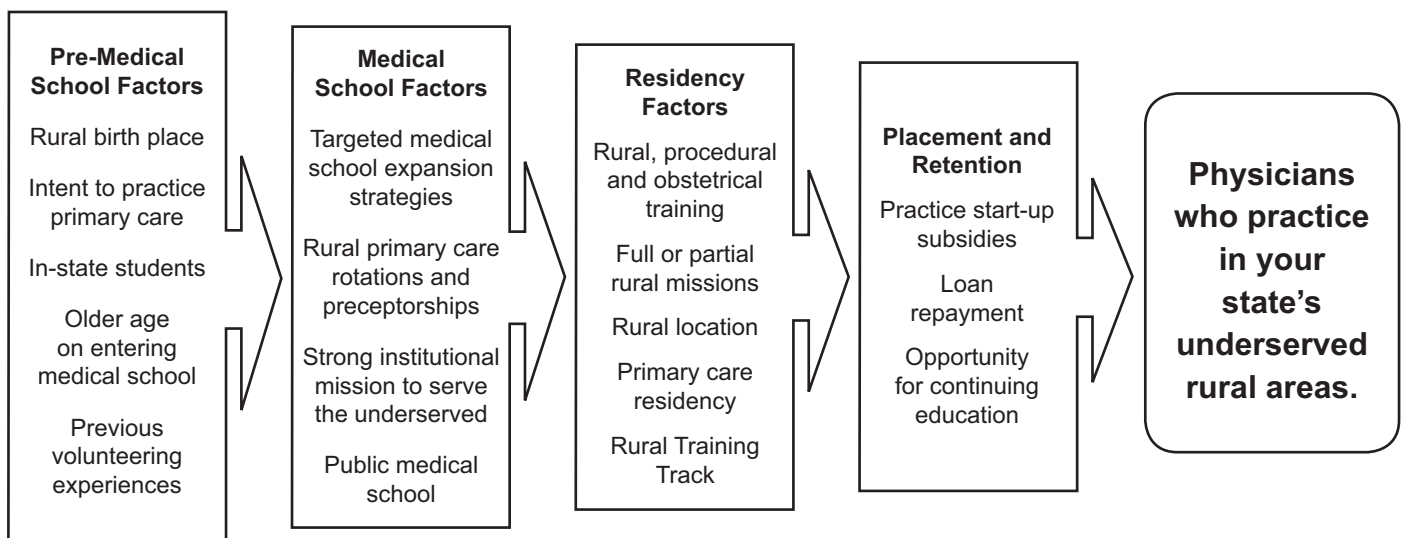 Pre-Medical
School Factors
Rural birth place
Intent to practice
primary care
In-state students
Older age
on entering
medical school
Previous
volunteering
experiences
Medical
School Factors
Targeted medical
school expansion
strategies
Rural primary care
rotations and
preceptorships
Strong institutional
mission to serve
the underserved
Public medical
school
Residency
Factors
Rural, procedural
and obstetrical
training
Full or partial
rural missions
Rural location
Primary care
residency
Rural Training
Track
Placement and
Retention
Practice start-up
subsidies
Loan
repayment
Opportunity
for continuing
education
Physicians
who practice
in your
state’s
underserved
rural areas.